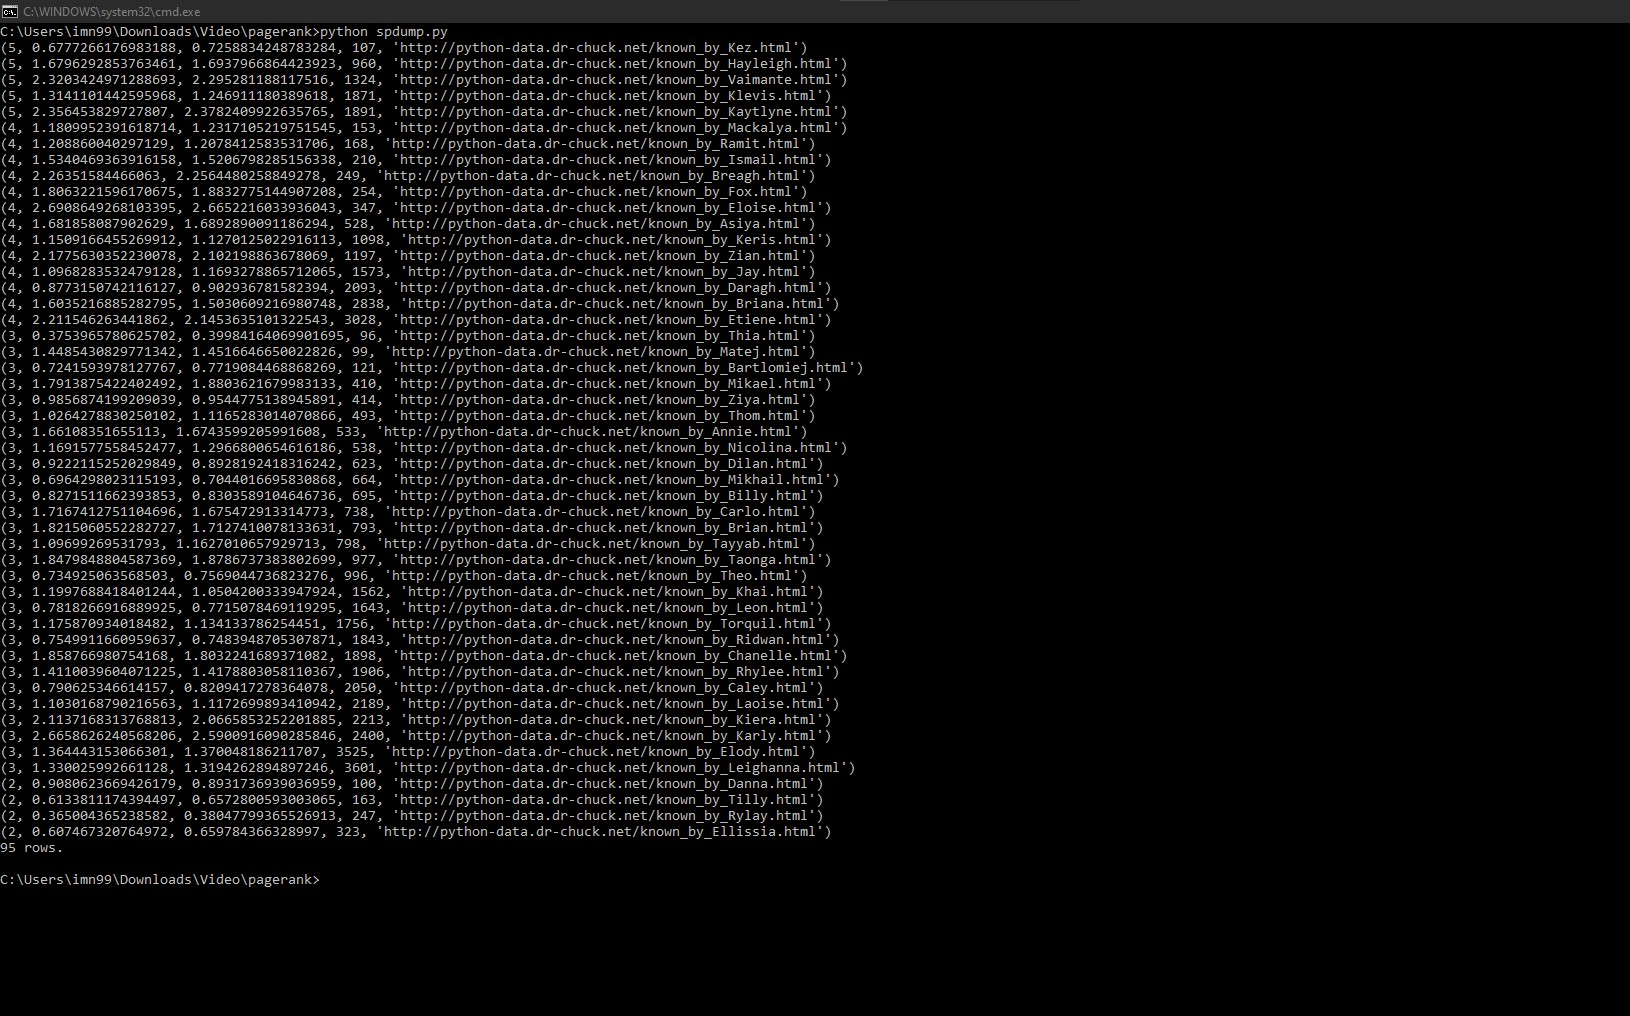 C:\WINDOWS\system32\cmd.exe
C:\Users\imn99\Downloads\Video\pagerank>python spdump.py
(5, 0.6777266176983188, 0.7258834248783284, 107, 'http://python-data.dr-chuck.net/known_by_Kez.html')
(5, 1.6796292853763461, 1.6937966864423923, 960, 'http://python-data.dr-chuck.net/known_by_Hayleigh.html')
(5, 2.3203424971288693, 2.295281188117516, 1324, 'http://python-data.dr-chuck.net/known_by_Vaimante.html')
(5, 1.3141101442595968, 1.246911180389618, 1871, 'http://python-data.dr-chuck.net/known_by_Klevis.html')
(5, 2.356453829727807, 2.3782409922635765, 1891, 'http://python-data.dr-chuck.net/known_by_Kaytlyne.html')
(4, 1.1809952391618714, 1.2317105219751545, 153, 'http://python-data.dr-chuck.net/known_by_Mackalya.html')
(4, 1.208860040297129, 1.2078412583531706, 168, 'http://python-data.dr-chuck.net/known_by_Ramit.html')
(4, 1.5340469363916158, 1.5206798285156338, 210, 'http://python-data.dr-chuck.net/known_by_Ismail.html')
(4, 2.26351584466063, 2.2564480258849278, 249, 'http://python-data.dr-chuck.net/known_by_Breagh.html')
(4, 1.8063221596170675, 1.8832775144907208, 254, 'http://python-data.dr-chuck.net/known_by_Fox.html')
(4, 2.6908649268103395, 2.6652216033936043, 347, 'http://python-data.dr-chuck.net/known_by_Eloise.html')
(4, 1.681858087902629, 1.6892890091186294, 528, 'http://python-data.dr-chuck.net/known_by_Asiya.html')
(4, 1.1509166455269912, 1.1270125022916113, 1098, 'http://python-data.dr-chuck.net/known_by_Keris.html')
(4, 2.1775630352230078, 2.102198863678069, 1197, 'http://python-data.dr-chuck.net/known_by_Zian.html')
(4, 1.0968283532479128, 1.1693278865712065, 1573, 'http://python-data.dr-chuck.net/known_by_Jay.html')
(4, 0.8773150742116127, 0.902936781582394, 2093, 'http://python-data.dr-chuck.net/known_by_Daragh.html')
(4, 1.6035216885282795, 1.5030609216980748, 2838, 'http://python-data.dr-chuck.net/known_by_Briana.html')
(4, 2.211546263441862, 2.1453635101322543, 3028, 'http://python-data.dr-chuck.net/known_by_Etiene.html')
(3, 0.3753965780625702, 0.39984164069901695, 96, 'http://python-data.dr-chuck.net/known_by_Thia.html')
(3, 1.4485430829771342, 1.4516646650022826, 99, 'http://python-data.dr-chuck.net/known_by_Matej.html')
(3, 0.7241593978127767, 0.7719084468868269, 121, 'http://python-data.dr-chuck.net/known_by_Bartlomiej.html')
(3, 1.7913875422402492, 1.8803621679983133, 410, 'http://python-data.dr-chuck.net/known_by_Mikael.html')
(3, 0.9856874199209039, 0.9544775138945891, 414, 'http://python-data.dr-chuck.net/known_by_Ziya.html')
(3, 1.0264278830250102, 1.1165283014070866, 493, 'http://python-data.dr-chuck.net/known_by_Thom.html')
(3, 1.66108351655113, 1.6743599205991608, 533, 'http://python-data.dr-chuck.net/known_by_Annie.html')
(3, 1.1691577558452477, 1.2966800654616186, 538, 'http://python-data.dr-chuck.net/known_by_Nicolina.html')
(3, 0.9222115252029849, 0.8928192418316242, 623, 'http://python-data.dr-chuck.net/known_by_Dilan.html')
(3, 0.6964298023115193, 0.7044016695830868, 664, 'http://python-data.dr-chuck.net/known_by_Mikhail.html')
(3, 0.8271511662393853, 0.8303589104646736, 695, 'http://python-data.dr-chuck.net/known_by_Billy.html')
(3, 1.7167412751104696, 1.675472913314773, 738, 'http://python-data.dr-chuck.net/known_by_Carlo.html')
(3, 1.8215060552282727, 1.7127410078133631, 793, 'http://python-data.dr-chuck.net/known_by_Brian.html')
(3, 1.09699269531793, 1.1627010657929713, 798, 'http://python-data.dr-chuck.net/known_by_Tayyab.html')
(3, 1.8479848804587369, 1.8786737383802699, 977, 'http://python-data.dr-chuck.net/known_by_Taonga.html')
(3, 0.734925063568503, 0.7569044736823276, 996, 'http://python-data.dr-chuck.net/known_by_Theo.html')
(3, 1.1997688418401244, 1.0504200333947924, 1562, 'http://python-data.dr-chuck.net/known_by_Khai.html')
(3, 0.7818266916889925, 0.7715078469119295, 1643, 'http://python-data.dr-chuck.net/known_by_Leon.html')
(3, 1.175870934018482, 1.134133786254451, 1756, 'http://python-data.dr-chuck.net/known_by_Torquil.html')
(3, 0.7549911660959637, 0.7483948705307871, 1843, 'http://python-data.dr-chuck.net/known_by_Ridwan.html')
(3, 1.858766980754168, 1.8032241689371082, 1898, 'http://python-data.dr-chuck.net/known_by_Chanelle.html')
(3, 1.4110039604071225, 1.4178803058110367, 1906, 'http://python-data.dr-chuck.net/known_by_Rhylee.html')
(3, 0.790625346614157, 0.8209417278364078, 2050, 'http://python-data.dr-chuck.net/known_by_Caley.html')
(3, 1.1030168790216563, 1.1172699893410942, 2189, 'http://python-data.dr-chuck.net/known_by_Laoise.html')
(3, 2.1137168313768813, 2.0665853252201885, 2213, 'http://python-data.dr-chuck.net/known_by_Kiera.html')
(3, 2.6658626240568206, 2.5900916090285846, 2400, 'http://python-data.dr-chuck.net/known_by_Karly.html')
(3, 1.364443153066301, 1.370048186211707, 3525, 'http://python-data.dr-chuck.net/known_by_Elody.html')
(3, 1.330025992661128, 1.3194262894897246, 3601, 'http://python-data.dr-chuck.net/known_by_Leighanna.html')
(2, 0.9080623669426179, 0.8931736939036959, 100, 'http://python-data.dr-chuck.net/known_by_Danna.html')
(2, 0.6133811174394497, 0.6572800593003065, 163, 'http://python-data.dr-chuck.net/known_by_Tilly.html')
(2, 0.365004365238582, 0.38047799365526913, 247, 'http://python-data.dr-chuck.net/known_by_Rylay.html')
(2, 0.607467320764972, 0.659784366328997, 323, 'http://python-data.dr-chuck.net/known_by_Ellissia.html')
95 rows.
C:\Users\imn99\Downloads\Video\pagerank>